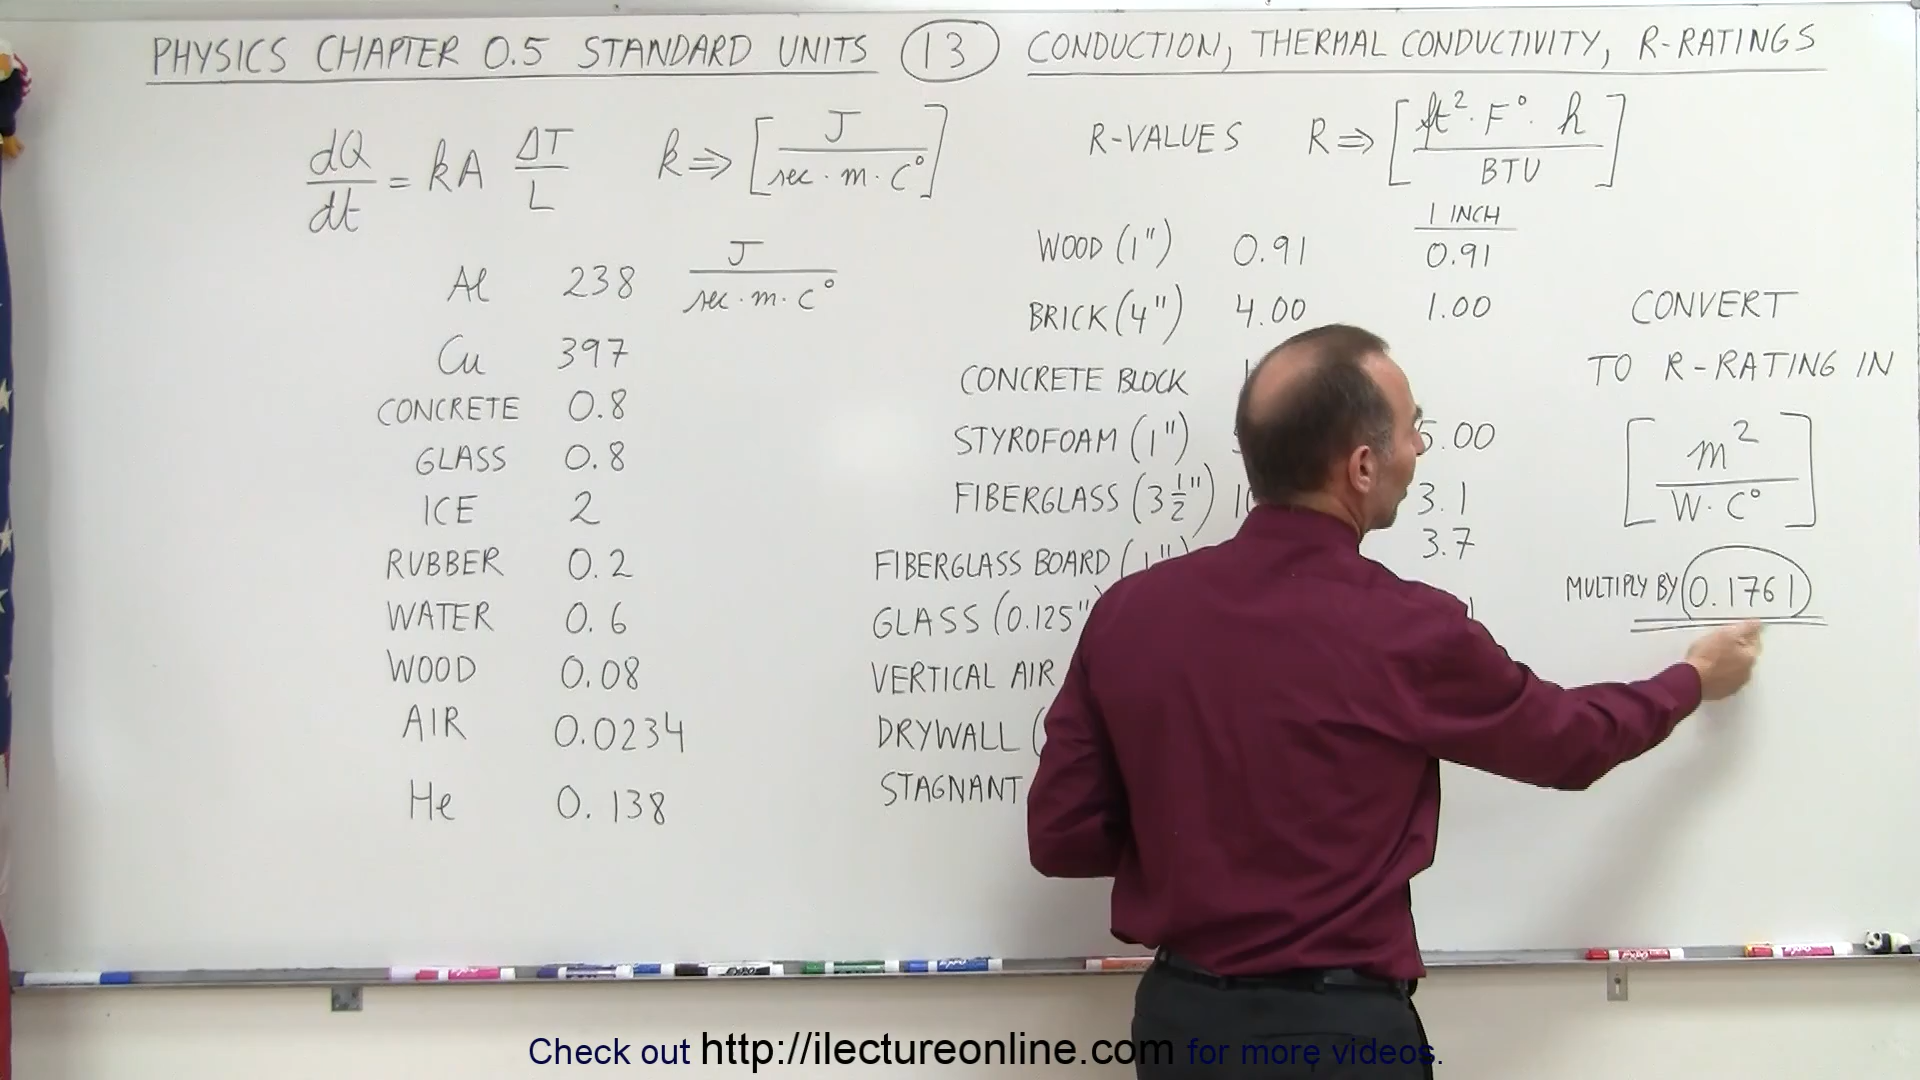 PHYSICS CHAPTER 0.5 STANDARD UNITS 13 CONDUCTION, THERMAL CONDUCTIVITY, R-RATINGS
dQ/dt = kA ΔT/L k ⇒ [J/sec·m·C°]
Al 238 J/sec·m·C°
Cu 397
CONCRETE 0.8
GLASS 0.8
ICE 2
RUBBER 0.2
WATER 0.6
WOOD 0.08
AIR 0.0234
He 0.138
R-VALUES R ⇒ [ft²·F°·h/BTU]
1 INCH
WOOD (1") 0.91 0.91
BRICK (4") 4.00 1.00
CONCRETE BLOCK
STYROFOAM (1") 5.00
FIBERGLASS (3 1/2") 3.1
FIBERGLASS BOARD (1") 3.7
GLASS (0.125"
VERTICAL AIR
DRYWALL (
STAGNANT
CONVERT
TO R-RATING IN
[m²/W·C°]
MULTIPLY BY 0.1761
Check out http://ilectureonline.com for more videos.